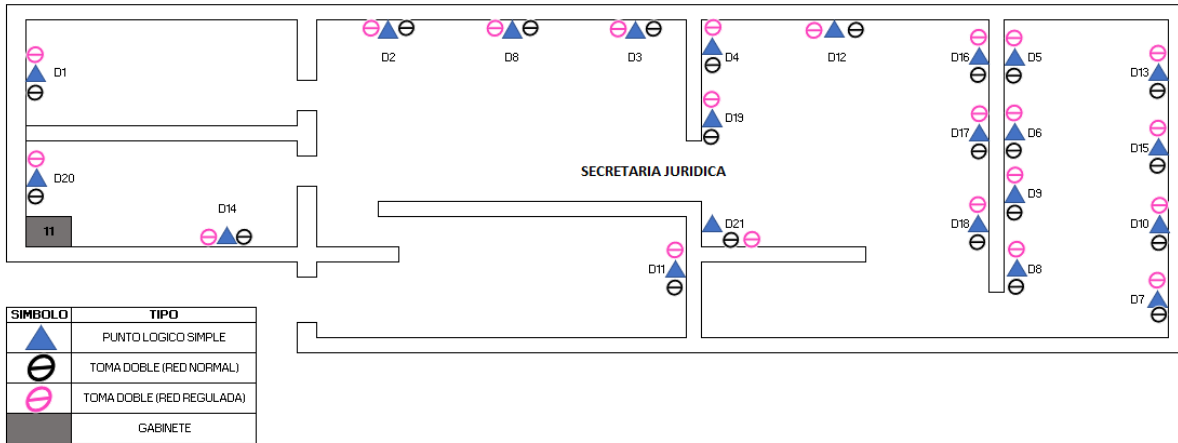 D1
D2
D8
D3
D4
D12
D16
D5
D13
D19
D17
D6
D15
SECRETARIA JURIDICA
D20
D9
D14
D21
D18
D10
11
D11
D8
D7
SIMBOLO TIPO
PUNTO LOGICO SIMPLE
TOMA DOBLE (RED NORMAL)
TOMA DOBLE (RED REGULADA)
GABINETE